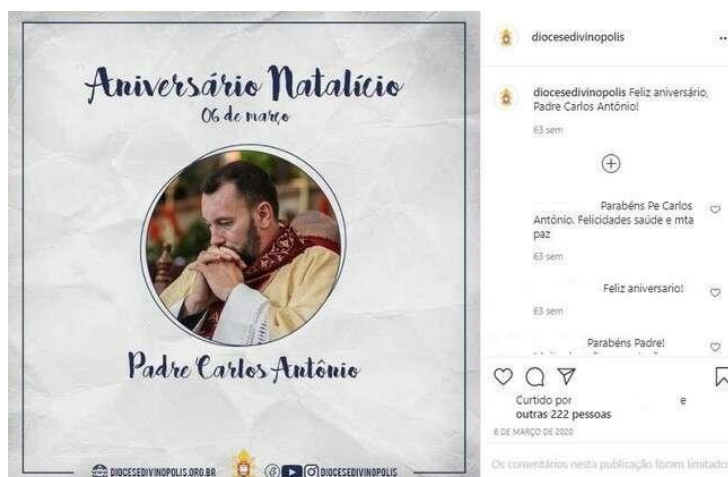 Aniversário Natalício
06 de março
Padre Carlos Antônio
DIOCESEDIVINOPOLIS.ORG.BR
DIOCESEDIVINOPOLIS
diocesedivinopolis
diocesedivinopolis Feliz aniversário,
Padre Carlos Antônio!
63 sem
Parabéns Pe Carlos
Antônio. Felicidades saúde e mta
paz
63 sem
Feliz aniversario!
63 sem
Parabéns Padre!
Curtido por e
outras 222 pessoas
6 DE MARÇO DE 2020
Os comentários nesta publicação foram limitados